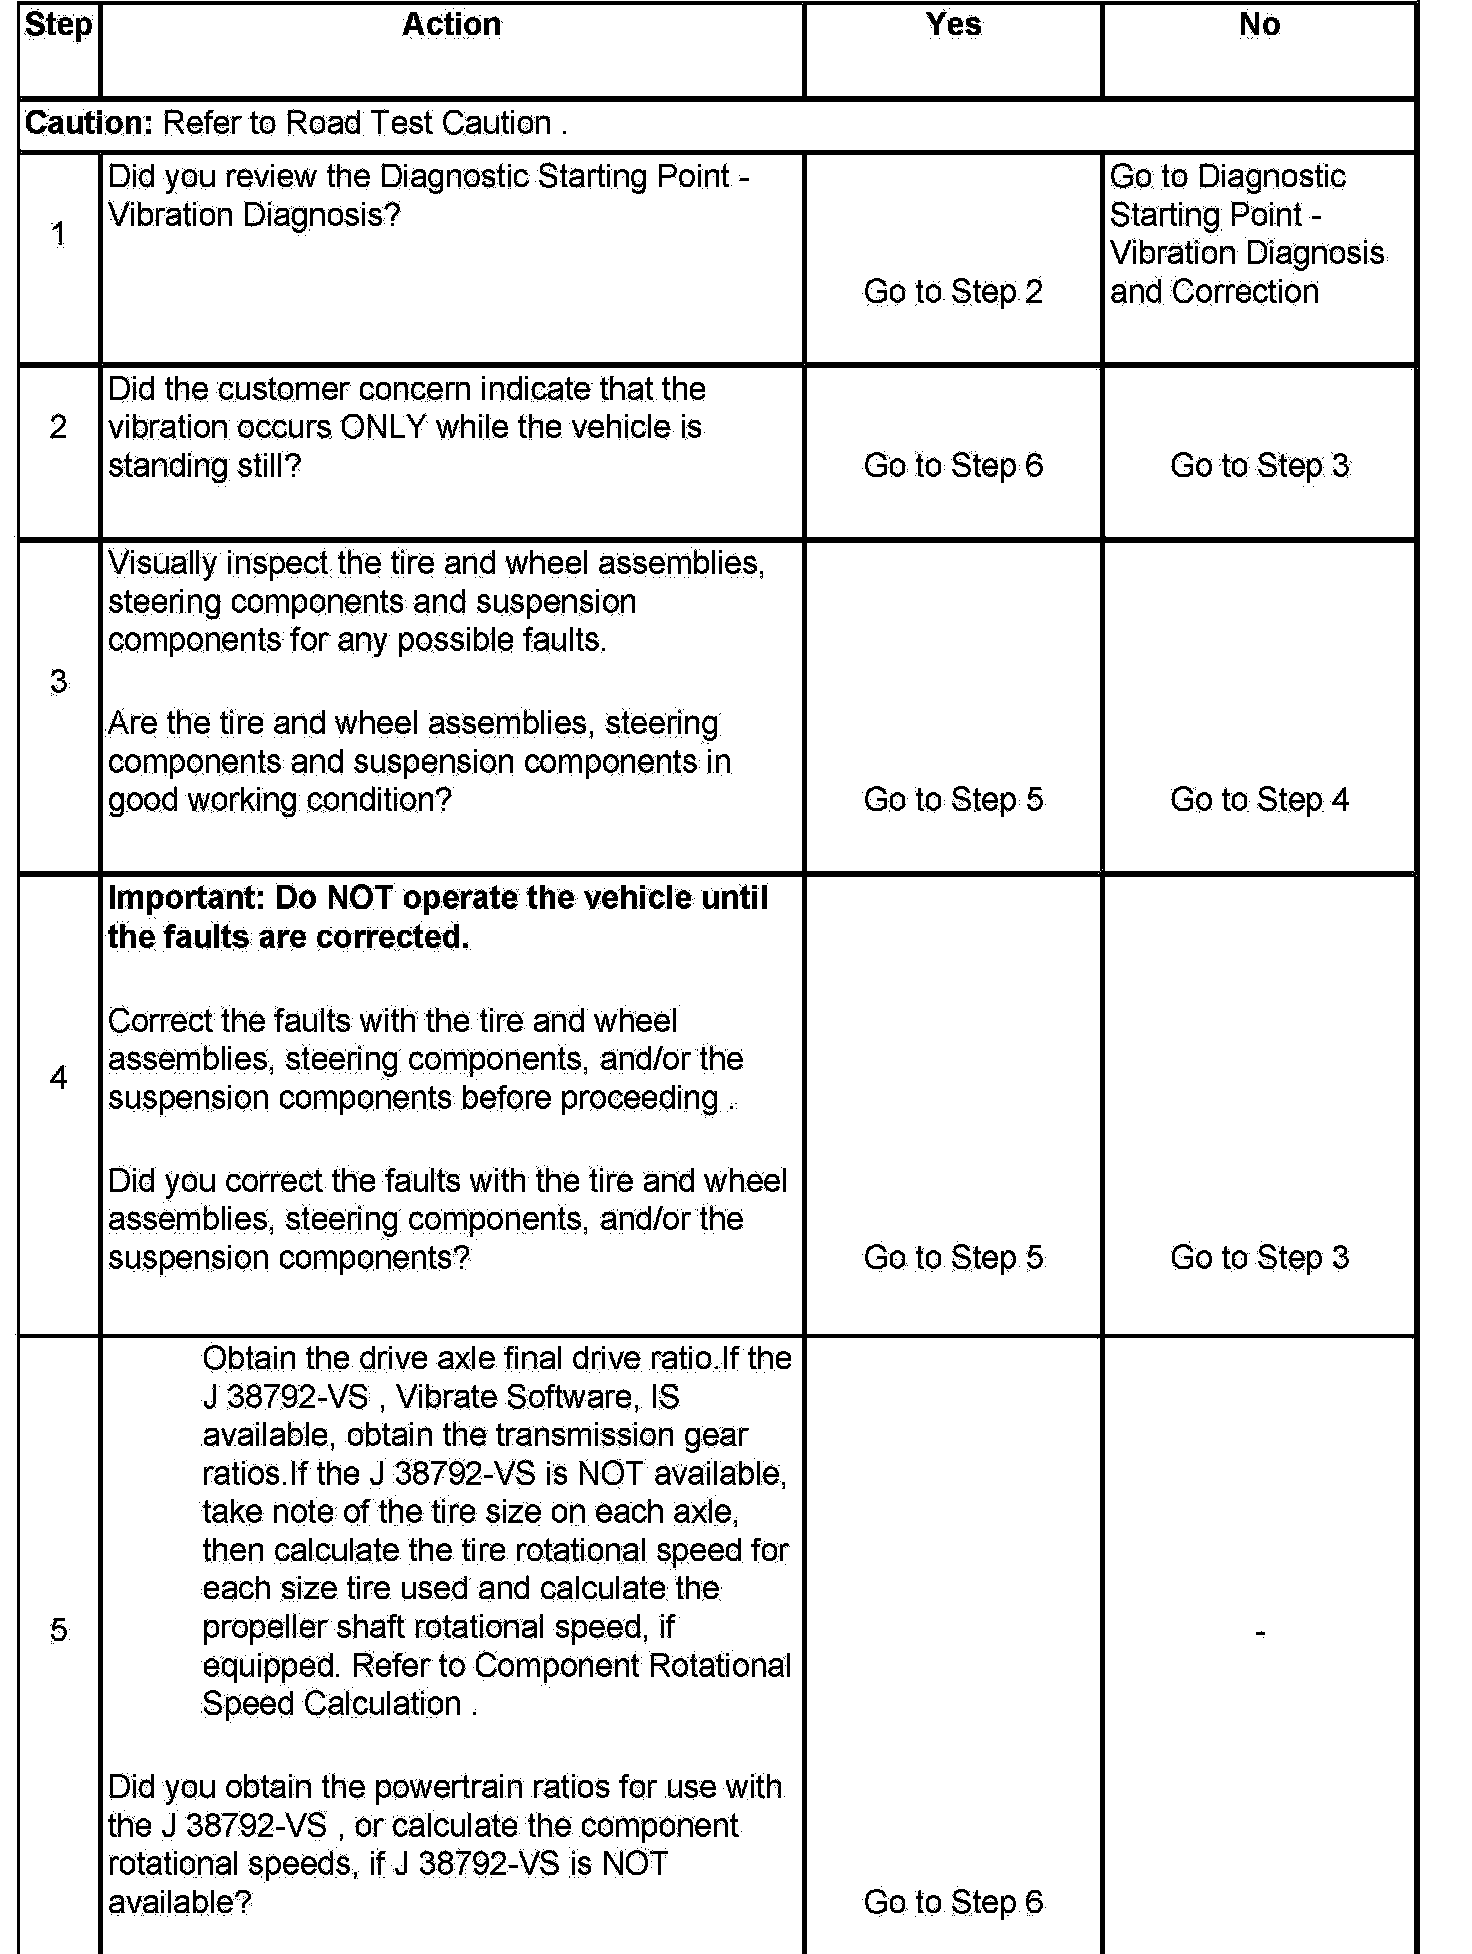 Step Action Yes No
Caution: Refer to Road Test Caution .
1
Did you review the Diagnostic Starting Point -
Vibration Diagnosis?
Go to Step 2
Go to Diagnostic
Starting Point -
Vibration Diagnosis
and Correction
2
Did the customer concern indicate that the
vibration occurs ONLY while the vehicle is
standing still?
Go to Step 6
Go to Step 3
3
Visually inspect the tire and wheel assemblies,
steering components and suspension
components for any possible faults.
Are the tire and wheel assemblies, steering
components and suspension components in
good working condition?
Go to Step 5
Go to Step 4
4
Important: Do NOT operate the vehicle until
the faults are corrected.
Correct the faults with the tire and wheel
assemblies, steering components, and/or the
suspension components before proceeding .
Did you correct the faults with the tire and wheel
assemblies, steering components, and/or the
suspension components?
Go to Step 5
Go to Step 3
5
Obtain the drive axle final drive ratio.If the
J 38792-VS , Vibrate Software, IS
available, obtain the transmission gear
ratios.If the J 38792-VS is NOT available,
take note of the tire size on each axle,
then calculate the tire rotational speed for
each size tire used and calculate the
propeller shaft rotational speed, if
equipped. Refer to Component Rotational
Speed Calculation .
Did you obtain the powertrain ratios for use with
the J 38792-VS , or calculate the component
rotational speeds, if J 38792-VS is NOT
available?
Go to Step 6
-